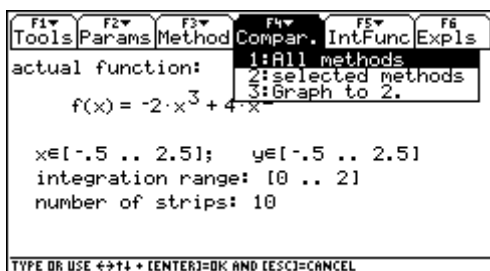 F1▼ F2▼ F3▼ F4▼ F5▼ F6
Tools Params Method Compar. IntFunc Expls
1:All methods
2:selected methods
3:Graph to 2.
actual function:
f(x) = -2·x³ + 4·x
x∈[-.5 .. 2.5]; y∈[-.5 .. 2.5]
integration range: [0 .. 2]
number of strips: 10
TYPE OR USE ←→↑↓ + [ENTER]=OK AND [ESC]=CANCEL